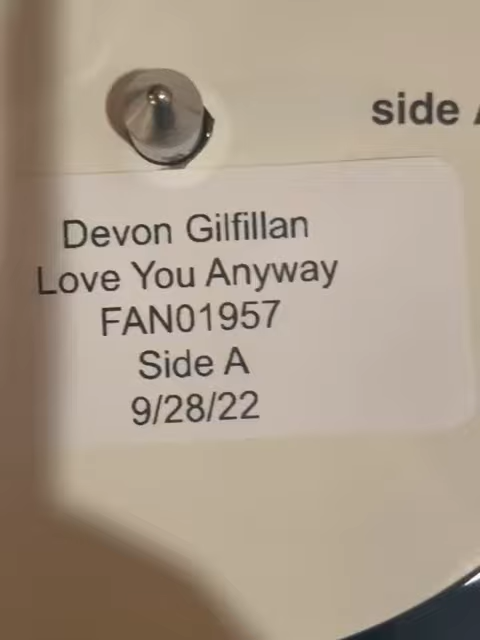 side
Devon Gilfillan
Love You Anyway
FAN01957
Side A
9/28/22